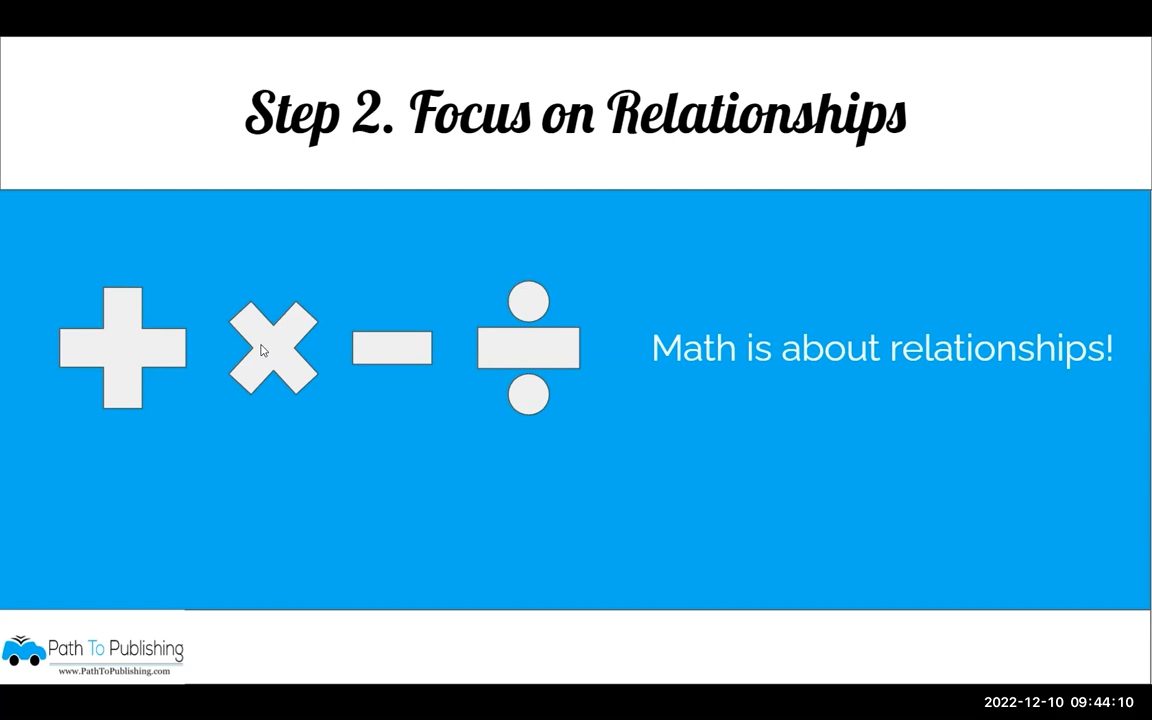 Step 2. Focus on Relationships
Math is about relationships!
Path To Publishing
www.PathToPublishing.com
2022-12-10 09:44:10